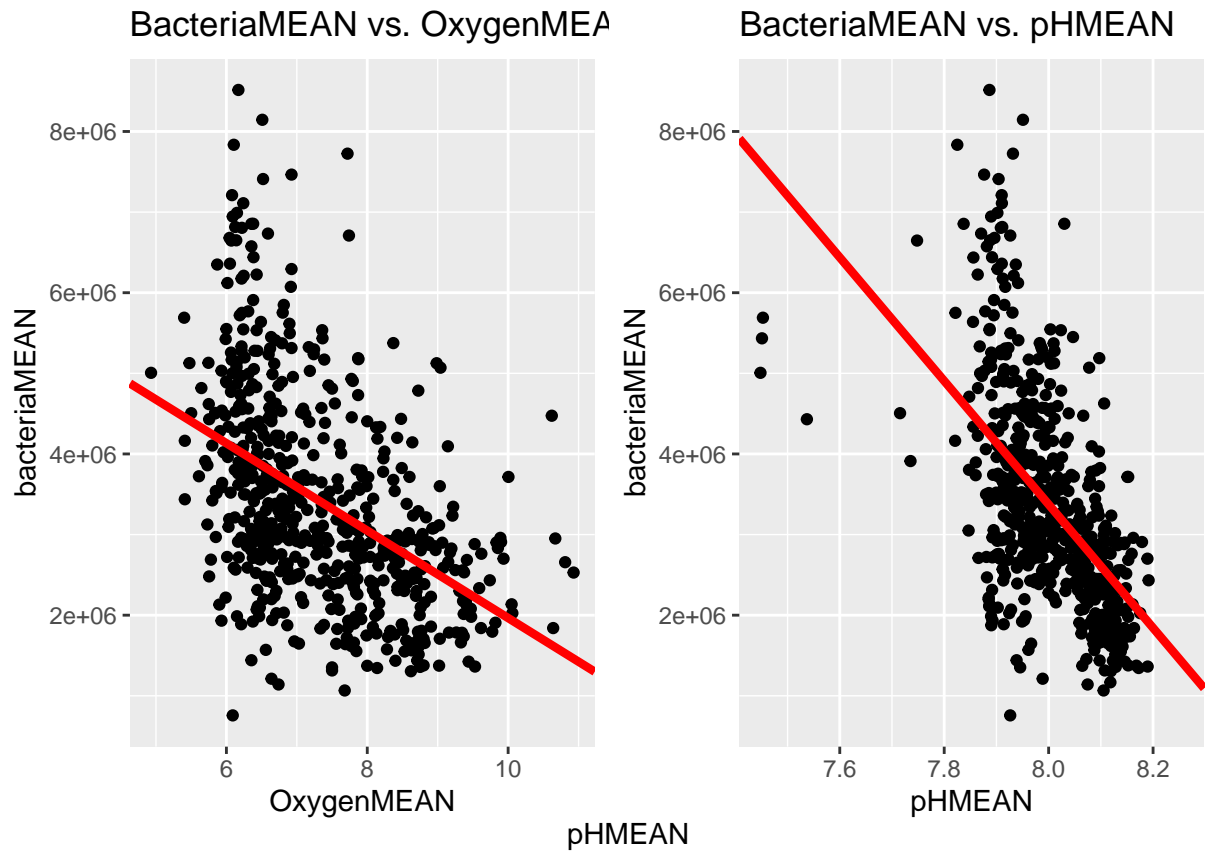 BacteriaMEAN vs. OxygenMEA
8e+06
6e+06
4e+06
2e+06
bacteriaMEAN
6 8 10
OxygenMEAN
BacteriaMEAN vs. pHMEAN
8e+06
6e+06
4e+06
2e+06
bacteriaMEAN
7.6 7.8 8.0 8.2
pHMEAN
pHMEAN